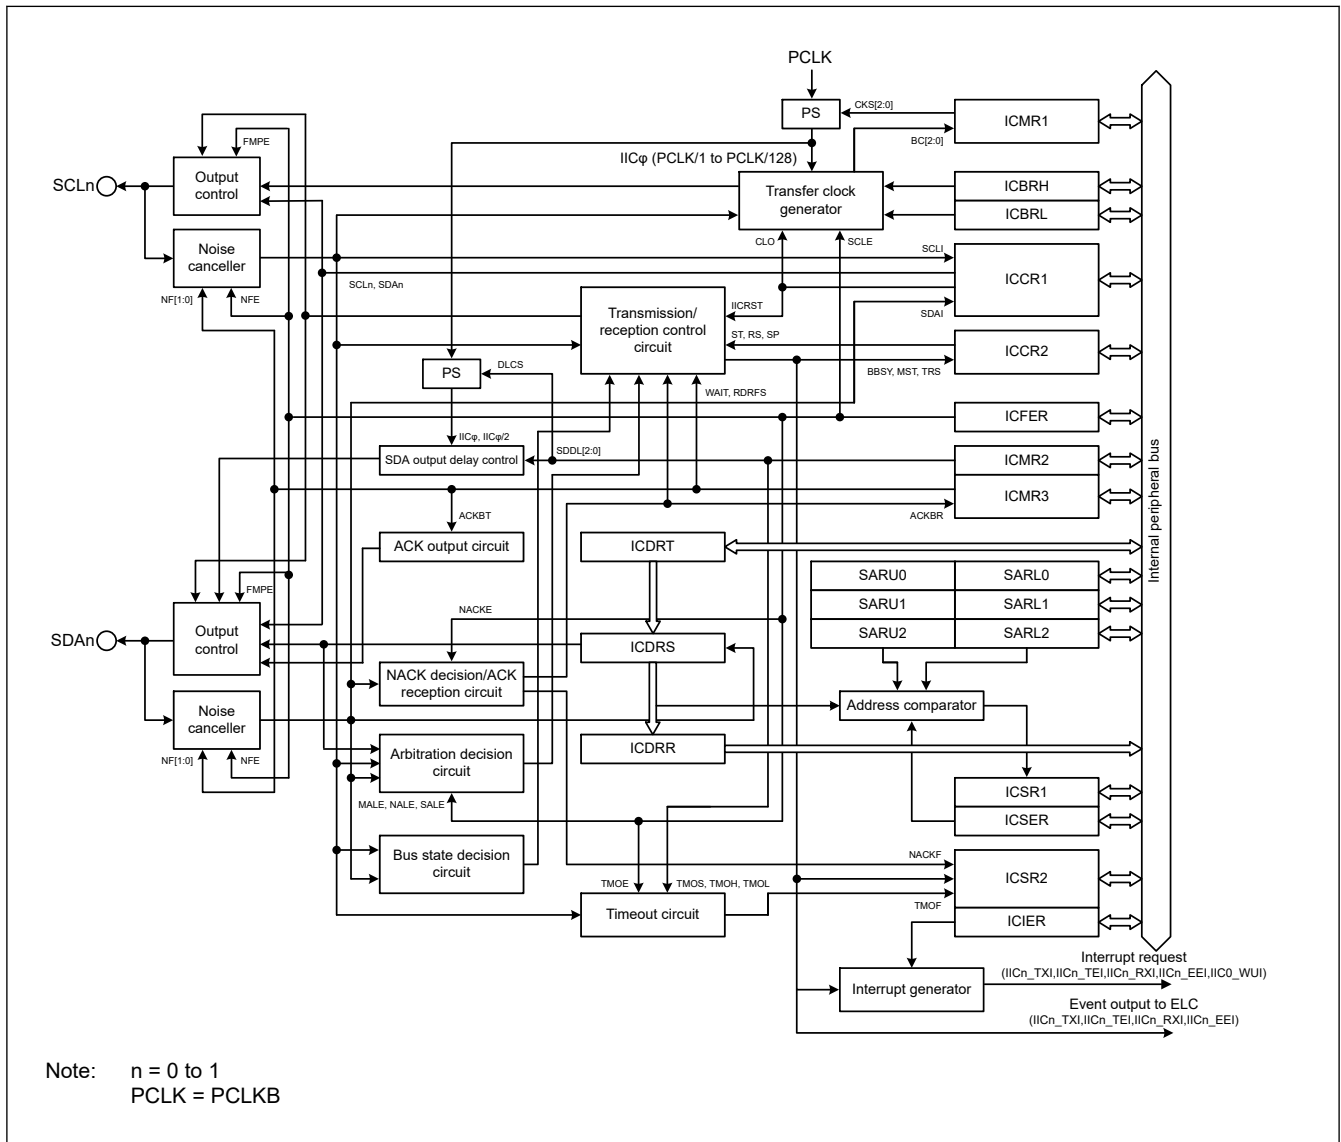 PCLK
PS
CKS[2:0]
ICMR1
BC[2:0]
FMPE
IICφ (PCLK/1 to PCLK/128)
SCLn
Output
control
Transfer clock
generator
ICBRH
ICBRL
Noise
canceller
CLO
SCLE
SCLI
ICCR1
SCLn, SDAn
NF[1:0]
NFE
IICRST
SDAI
Transmission/
reception control
circuit
ST, RS, SP
ICCR2
BBSY, MST, TRS
PS
DLCS
WAIT, RDRFS
ICFER
IICφ, IICφ/2
SDA output delay control
SDDL[2:0]
ICMR2
ICMR3
ACKBT
ACKBR
ACK output circuit
ICDRT
Internal peripheral bus
SARU0
SARL0
FMPE
SARU1
SARL1
NACKE
SDAn
Output
control
ICDRS
SARU2
SARL2
NACK decision/ACK
reception circuit
Address comparator
Noise
canceller
ICDRR
Arbitration decision
circuit
NF[1:0]
NFE
ICSR1
MALE, NALE, SALE
ICSER
Bus state decision
circuit
NACKF
ICSR2
TMOE
TMOS, TMOH, TMOL
TMOF
Timeout circuit
ICIER
Interrupt request
(IICn_TXI,IICn_TEI,IICn_RXI,IICn_EEI,IIC0_WUI)
Interrupt generator
Event output to ELC
(IICn_TXI,IICn_TEI,IICn_RXI,IICn_EEI)
Note: n = 0 to 1
PCLK = PCLKB